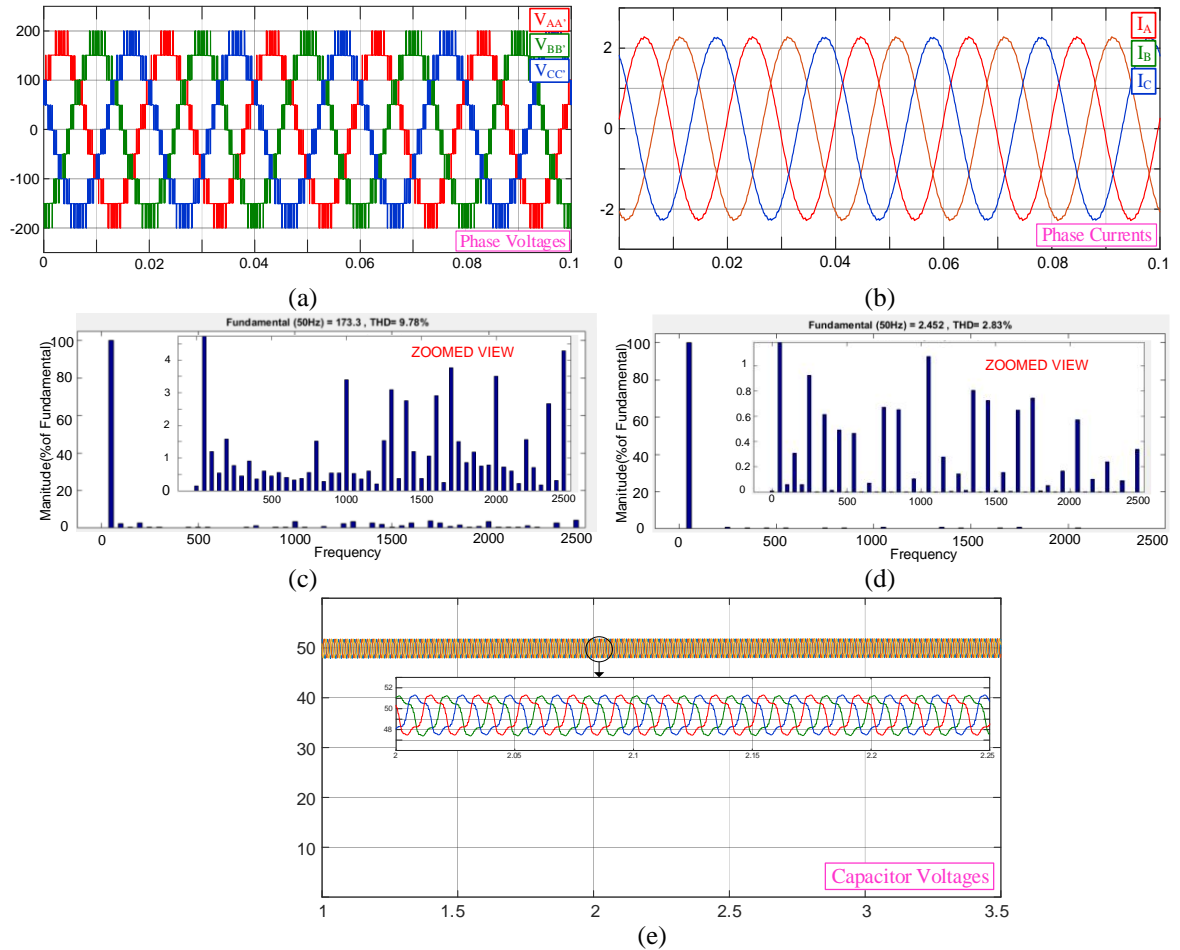 200
100
0
-100
-200
V_AA'
V_BB'
V_CC'
Phase Voltages
0 0.02 0.04 0.06 0.08 0.1
(a)
2
0
-2
I_A
I_B
I_C
Phase Currents
0 0.02 0.04 0.06 0.08 0.1
(b)
Fundamental (50Hz) = 173.3 , THD= 9.78%
Manitude(%of Fundamental)
100
80
60
40
20
0
ZOOMED VIEW
4
3
2
1
0
500 1000 1500 2000 2500
0 500 1000 1500 2000 2500
Frequency
(c)
Fundamental (50Hz) = 2.452 , THD= 2.83%
Manitude(%of Fundamental)
100
80
60
40
20
0
ZOOMED VIEW
1
0.8
0.6
0.4
0.2
0
0 500 1000 1500 2000 2500
0 500 1000 1500 2000 2500
Frequency
(d)
50
40
30
20
10
52
50
48
2 2.05 2.1 2.15 2.2 2.25
Capacitor Voltages
1 1.5 2 2.5 3 3.5
(e)